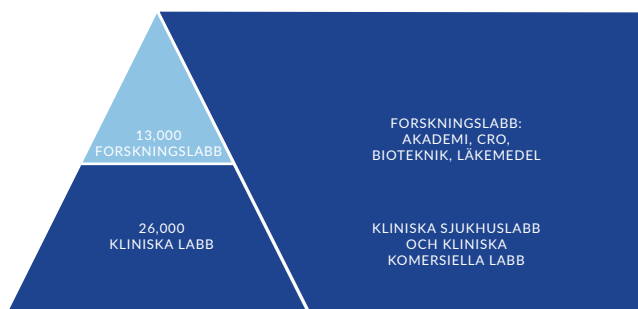 13,000
FORSKNINGSLABB
FORSKNINGSLABB:
AKADEMI, CRO,
BIOTEKNIK, LÄKEMEDEL
26,000
KLINISKA LABB
KLINISKA SJUKHUSLABB
OCH KLINISKA
KOMERSIELLA LABB